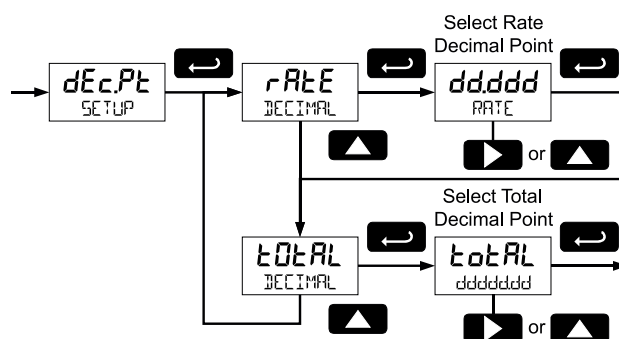 Select Rate
Decimal Point
dEc.Pt
SETUP
rAtE
DECIMAL
dd.ddd
RATE
or
Select Total
Decimal Point
tOtAL
DECIMAL
totAL
ddddd.dd
or